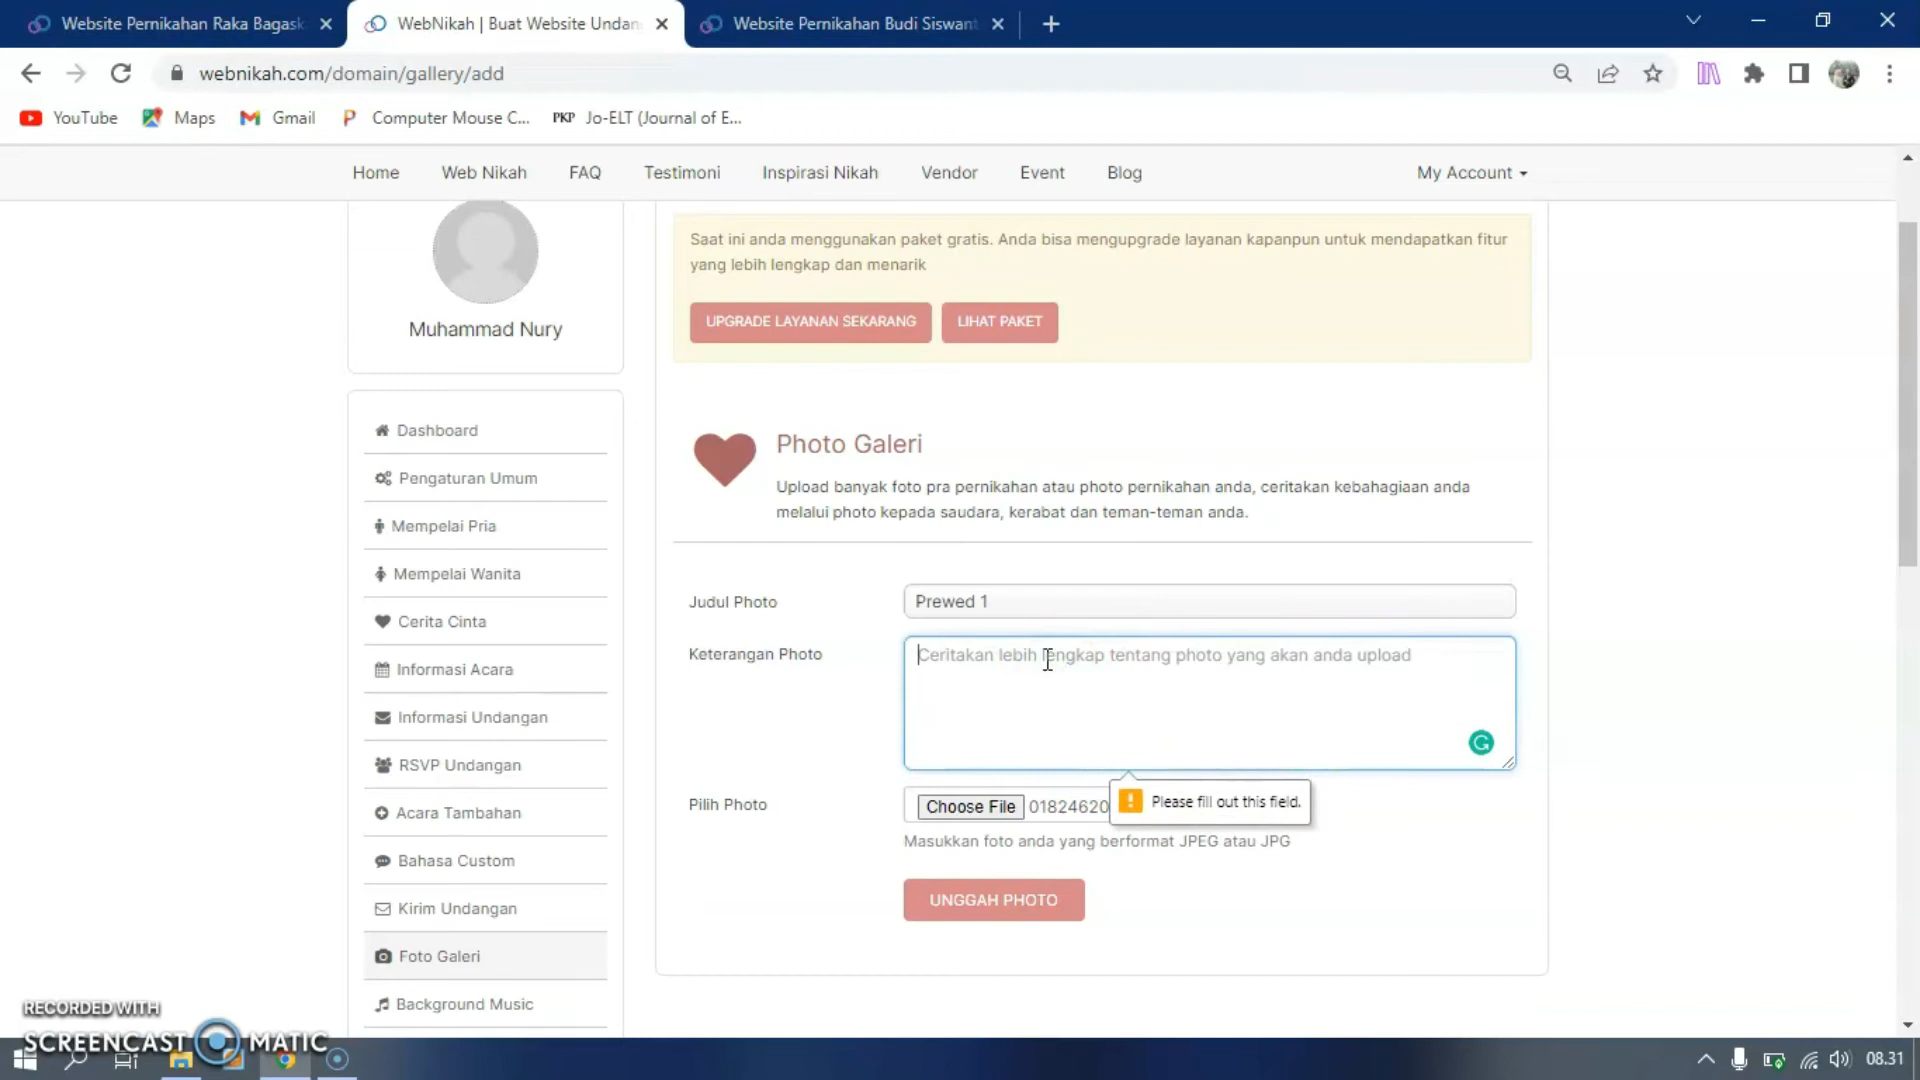 Website Pernikahan Raka Bagask
WebNikah | Buat Website Undan
Website Pernikahan Budi Siswant
webnikah.com/domain/gallery/add
YouTube
Maps
Gmail
Computer Mouse C...
PKP Jo-ELT (Journal of E...
Home
Web Nikah
FAQ
Testimoni
Inspirasi Nikah
Vendor
Event
Blog
My Account
Muhammad Nury
Dashboard
Pengaturan Umum
Mempelai Pria
Mempelai Wanita
Cerita Cinta
Informasi Acara
Informasi Undangan
RSVP Undangan
Acara Tambahan
Bahasa Custom
Kirim Undangan
Foto Galeri
Background Music
Saat ini anda menggunakan paket gratis. Anda bisa mengupgrade layanan kapanpun untuk mendapatkan fitur
yang lebih lengkap dan menarik
UPGRADE LAYANAN SEKARANG
LIHAT PAKET
Photo Galeri
Upload banyak foto pra pernikahan atau photo pernikahan anda, ceritakan kebahagiaan anda
melalui photo kepada saudara, kerabat dan teman-teman anda.
Judul Photo
Prewed 1
Keterangan Photo
Ceritakan lebih lengkap tentang photo yang akan anda upload
Pilih Photo
Choose File 01824620
Please fill out this field.
Masukkan foto anda yang berformat JPEG atau JPG
UNGGAH PHOTO
RECORDED WITH
SCREENCAST MATIC
08.31